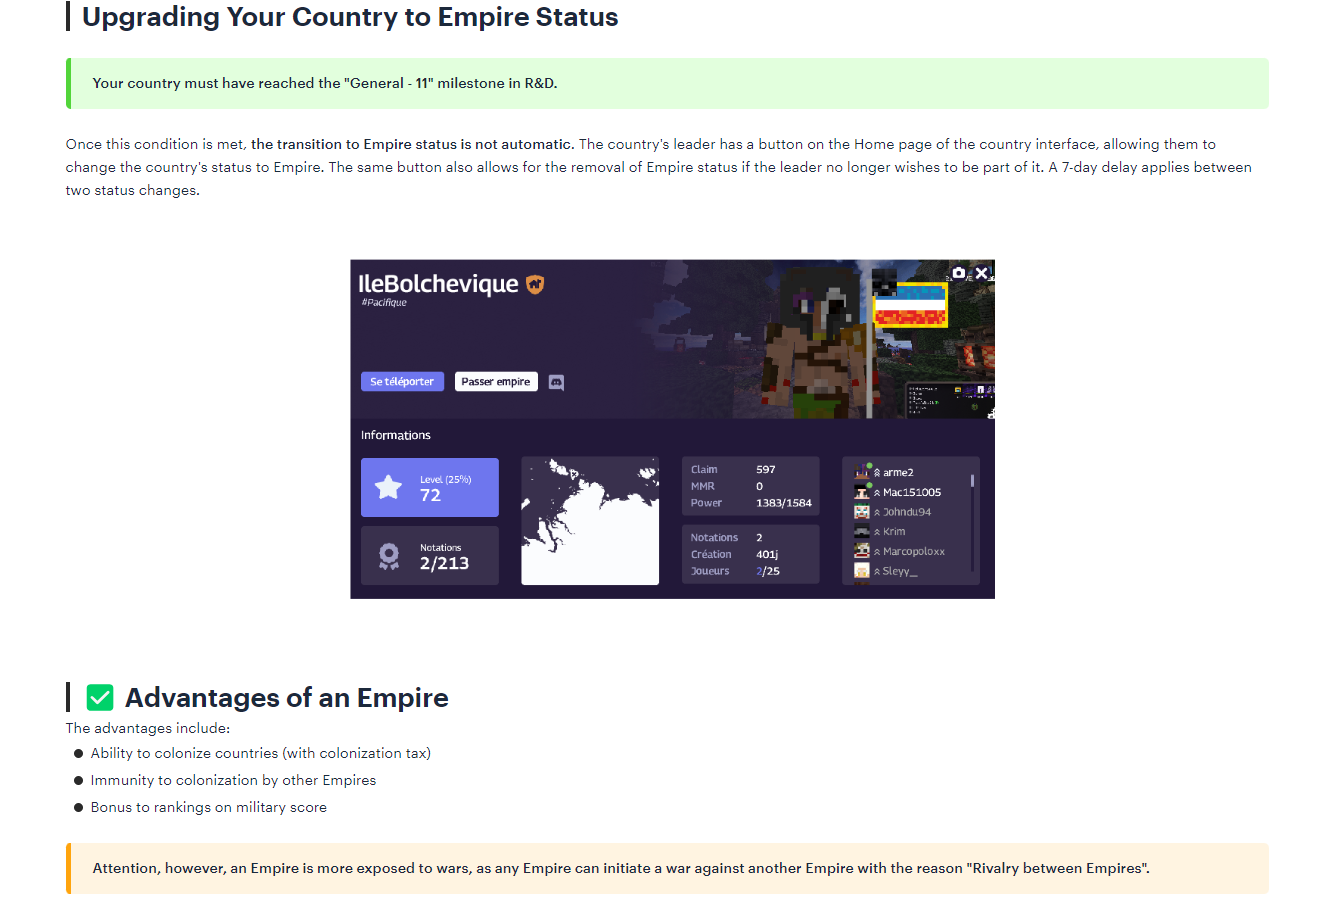 Upgrading Your Country to Empire Status
Your country must have reached the "General - 11" milestone in R&D.
Once this condition is met, the transition to Empire status is not automatic. The country's leader has a button on the Home page of the country interface, allowing them to
change the country's status to Empire. The same button also allows for the removal of Empire status if the leader no longer wishes to be part of it. A 7-day delay applies between
two status changes.
IleBolchevique
#Pacifique
Se téléporter
Passer empire
Informations
Level (25%)
72
Notations
2/213
Claim 597
MMR 0
Power 1383/1584
Notations 2
Création 401j
Joueurs 2/25
arme2
Mac151005
Johndu94
Krim
Marcopoloxx
Sleyy__
Advantages of an Empire
The advantages include:
Ability to colonize countries (with colonization tax)
Immunity to colonization by other Empires
Bonus to rankings on military score
Attention, however, an Empire is more exposed to wars, as any Empire can initiate a war against another Empire with the reason "Rivalry between Empires".